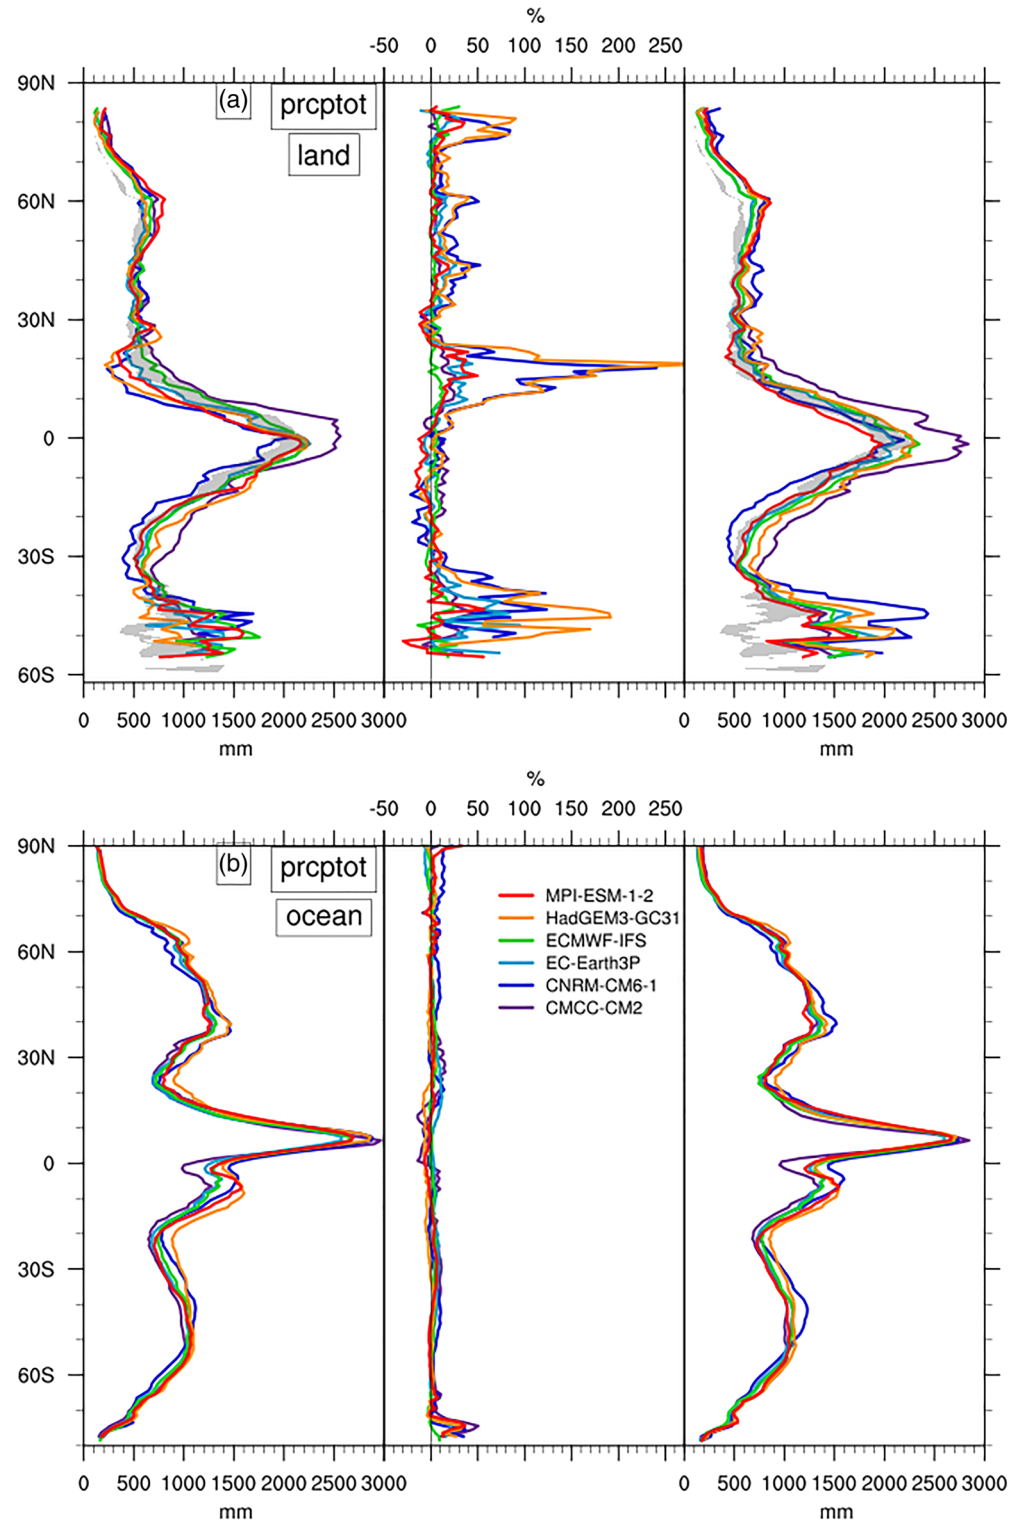 %
-50 0 50 100 150 200 250
90N
(a) prcptot
land
60N
30N
0
30S
60S
0 500 1000 1500 2000 2500 3000
0 500 1000 1500 2000 2500 3000
mm
mm
%
-50 0 50 100 150 200 250
90N
(b) prcptot
ocean
MPI-ESM-1-2
HadGEM3-GC31
ECMWF-IFS
EC-Earth3P
CNRM-CM6-1
CMCC-CM2
60N
30N
0
30S
60S
0 500 1000 1500 2000 2500 3000
0 500 1000 1500 2000 2500 3000
mm
mm